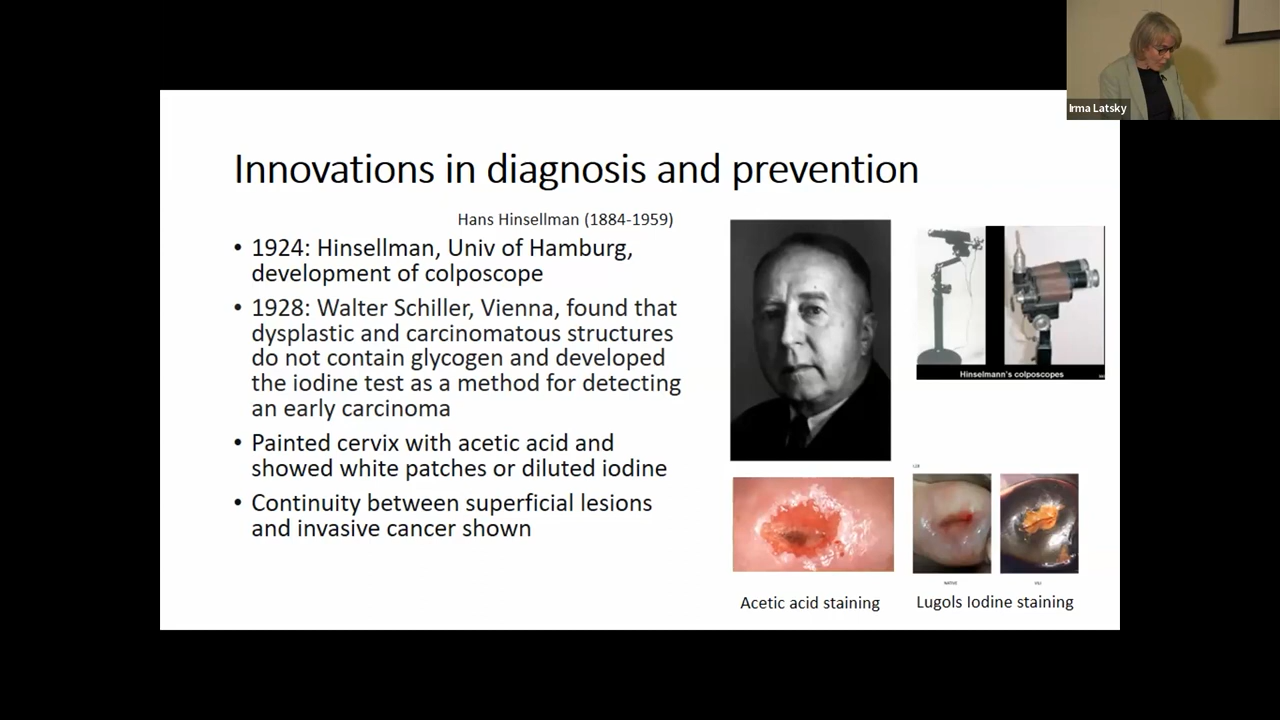 Irma Latsky
Innovations in diagnosis and prevention
Hans Hinsellman (1884-1959)
• 1924: Hinsellman, Univ of Hamburg,
development of colposcope
• 1928: Walter Schiller, Vienna, found that
dysplastic and carcinomatous structures
do not contain glycogen and developed
the iodine test as a method for detecting
an early carcinoma
• Painted cervix with acetic acid and
showed white patches or diluted iodine
• Continuity between superficial lesions
and invasive cancer shown
Hinselmann's colposcopes
NATIVE
Acetic acid staining
Lugols Iodine staining